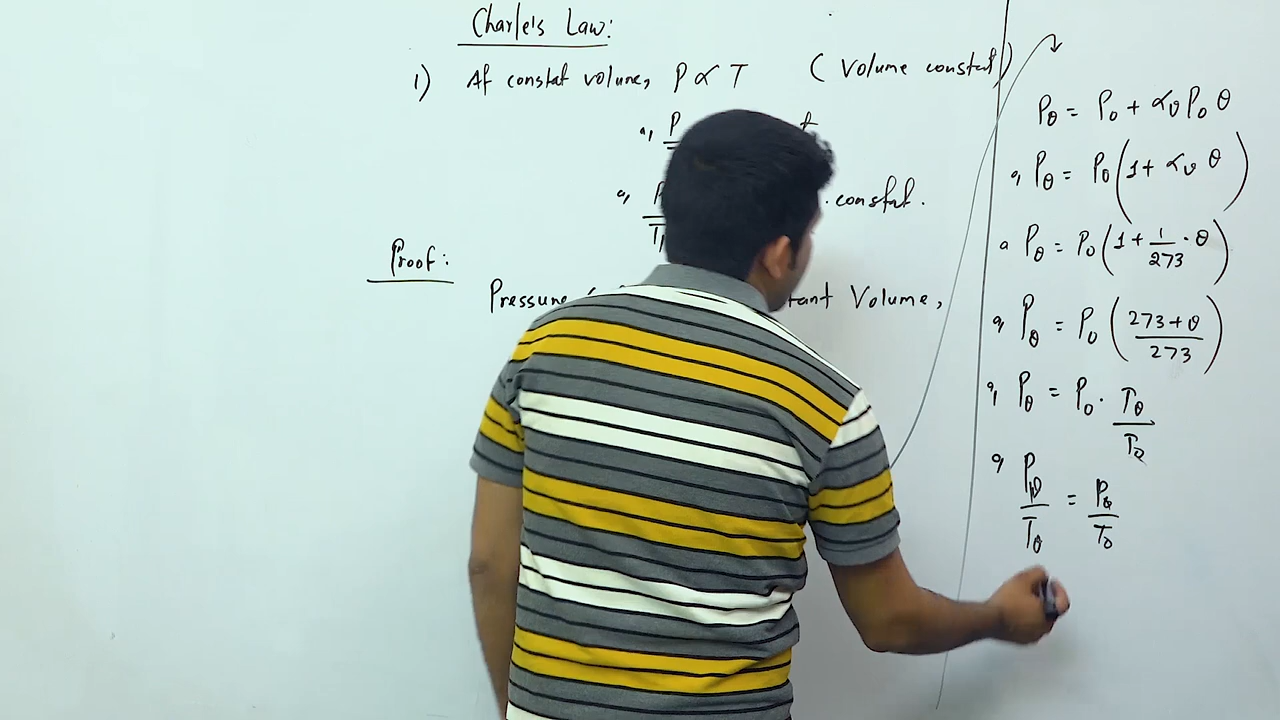 Charle's Law:
1) At constat volume, P ∝ T (Volume constat)
a, P
a, P . constat.
T₁
Proof:
Pressure tant Volume,
Pθ = P₀ + αᵥ P₀ θ
a, Pθ = P₀ (1 + αᵥ θ)
a Pθ = P₀ (1 + 1/273 · θ)
a, Pθ = P₀ (273 + θ / 273)
a, Pθ = P₀ · Tθ / T₀
a, Pθ / Tθ = P₀ / T₀